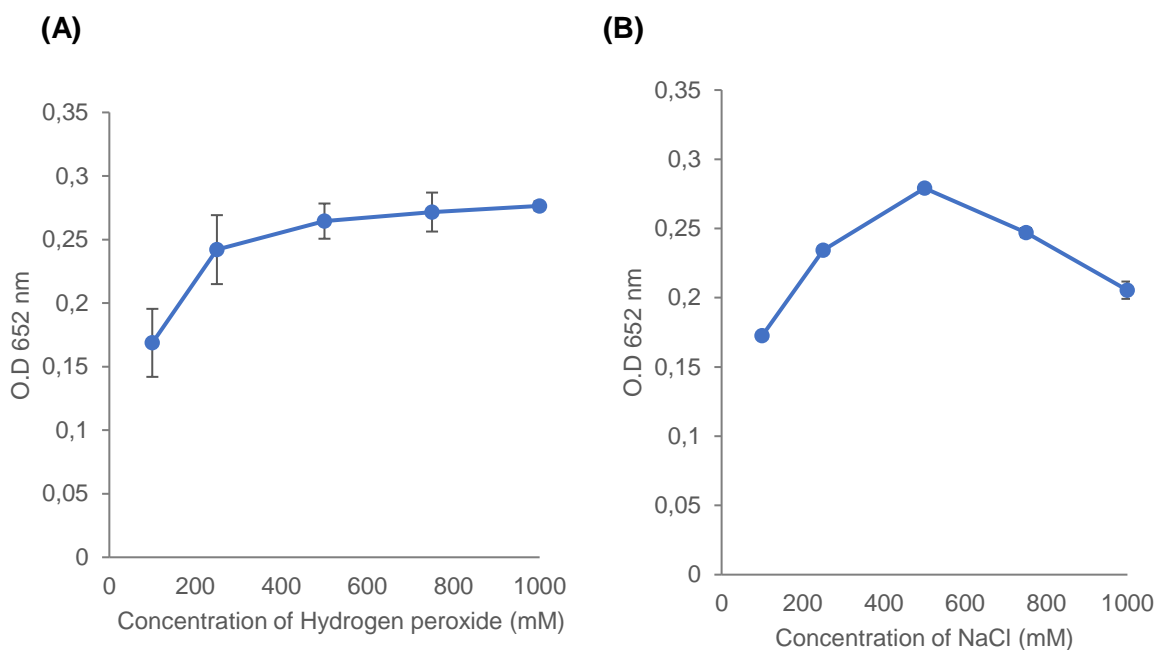 (A)
0,35
0,3
0,25
0,2
0,15
0,1
0,05
0
O.D 652 nm
0 200 400 600 800 1000
Concentration of Hydrogen peroxide (mM)
(B)
0,35
0,3
0,25
0,2
0,15
0,1
0,05
0
O.D 652 nm
0 200 400 600 800 1000
Concentration of NaCl (mM)